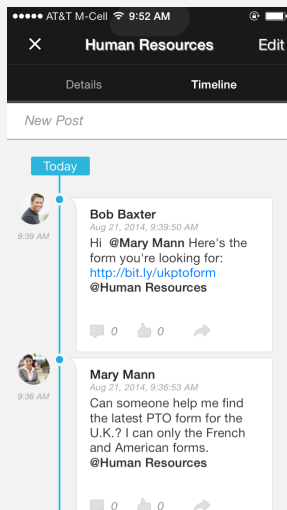 AT&T M-Cell 9:52 AM
Human Resources Edit
Details Timeline
New Post
Today
Bob Baxter
Aug 21, 2014, 9:39:50 AM
9:39 AM
Hi @Mary Mann Here's the
form you're looking for:
http://bit.ly/ukptoform
@Human Resources
0 0
Mary Mann
Aug 21, 2014, 9:36:53 AM
9:36 AM
Can someone help me find
the latest PTO form for the
U.K.? I can only the French
and American forms.
@Human Resources
0 0